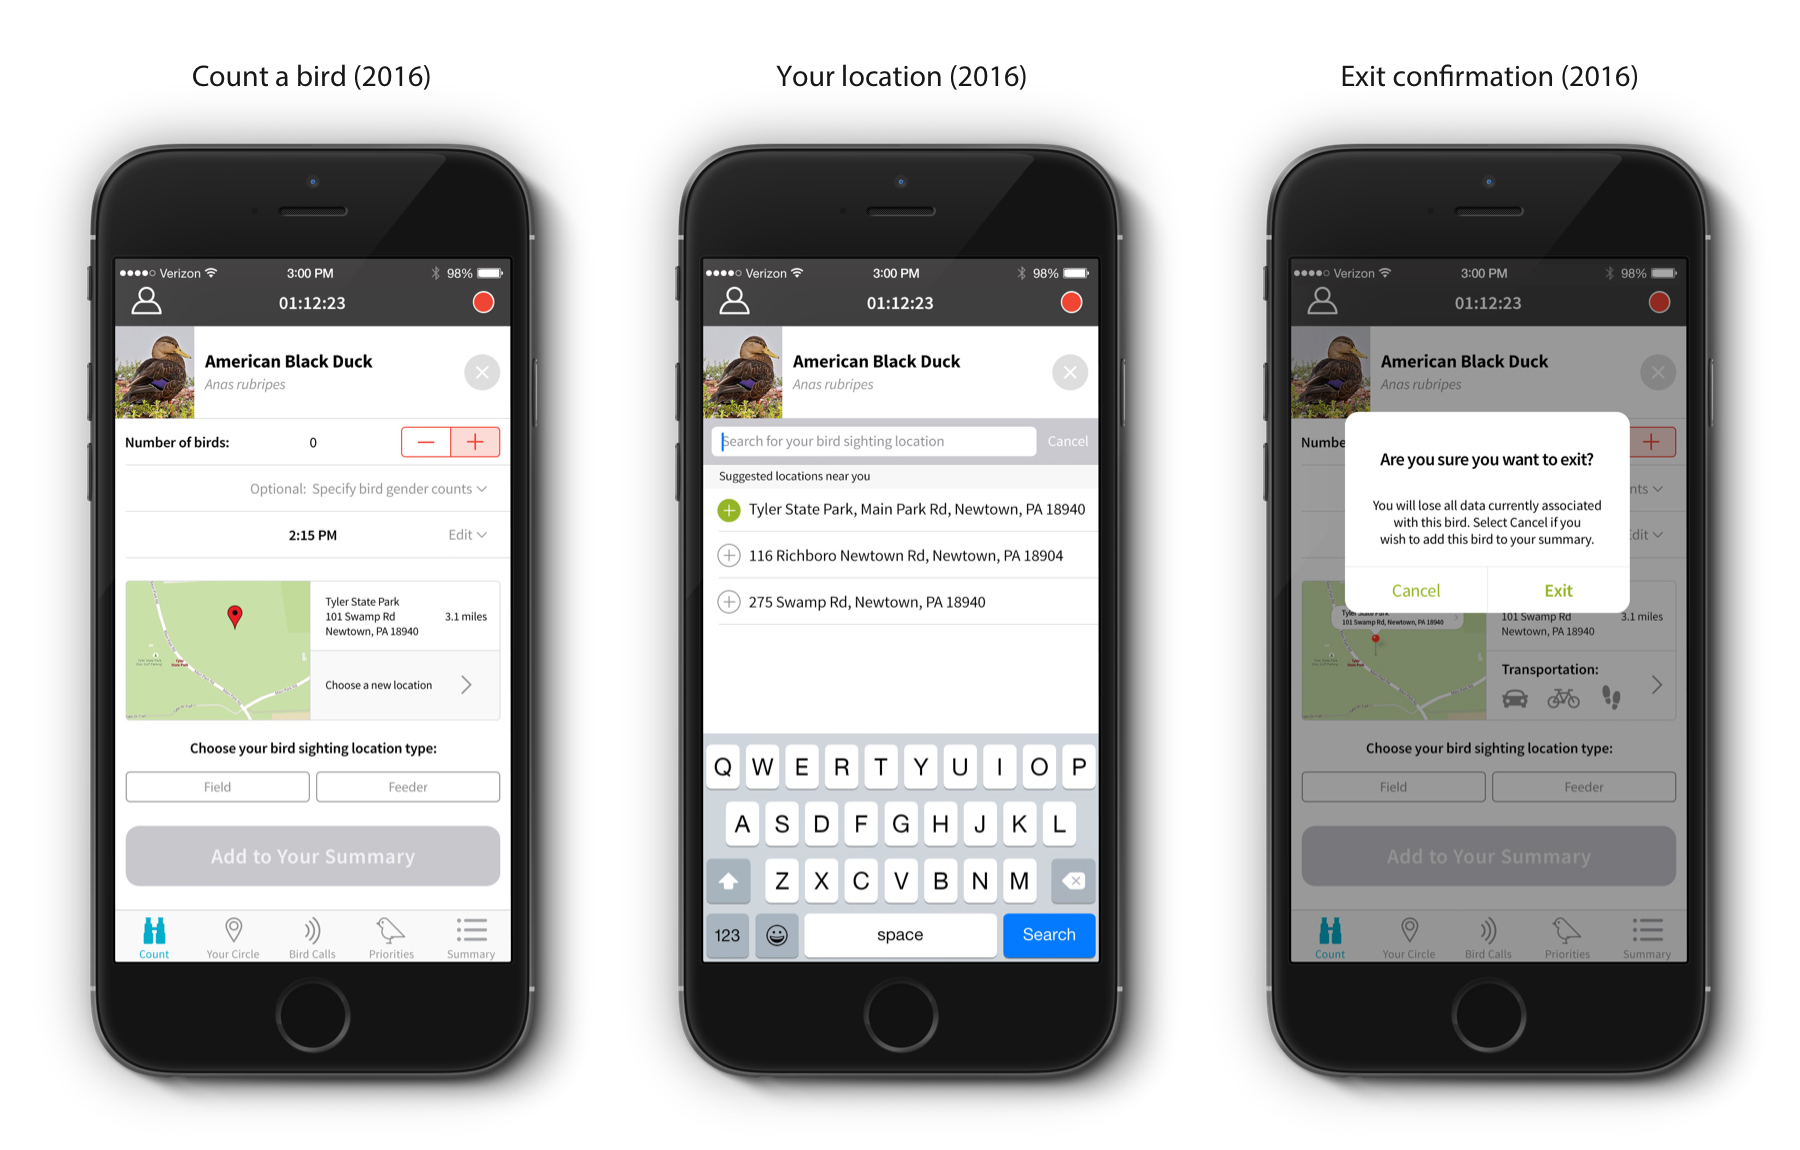 Count a bird (2016)
Verizon
3:00 PM
98%
01:12:23
American Black Duck
Anas rubripes
Number of birds:
0
Optional: Specify bird gender counts
2:15 PM
Edit
Tyler State Park
101 Swamp Rd
Newtown, PA 18940
3.1 miles
Choose a new location
Choose your bird sighting location type:
Field
Feeder
Add to Your Summary
Count
Your Circle
Bird Calls
Priorities
Summary
Your location (2016)
Verizon
3:00 PM
98%
01:12:23
American Black Duck
Anas rubripes
Search for your bird sighting location
Cancel
Suggested locations near you
Tyler State Park, Main Park Rd, Newtown, PA 18940
116 Richboro Newtown Rd, Newtown, PA 18904
275 Swamp Rd, Newtown, PA 18940
Q W E R T Y U I O P
A S D F G H J K L
Z X C V B N M
123
space
Search
Exit confirmation (2016)
Verizon
3:00 PM
98%
01:12:23
American Black Duck
Anas rubripes
Numbe
nts
dit
Are you sure you want to exit?
You will lose all data currently associated
with this bird. Select Cancel if you
wish to add this bird to your summary.
Cancel
Exit
Tyler State Park
101 Swamp Rd, Newtown, PA 18940
101 Swamp Rd
Newtown, PA 18940
3.1 miles
Transportation:
Choose your bird sighting location type:
Field
Feeder
Add to Your Summary
Count
Your Circle
Bird Calls
Priorities
Summary